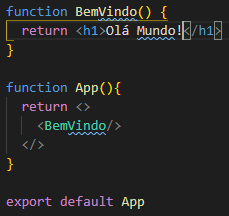 function BemVindo() {
  return <h1>Olá Mundo!</h1>
}

function App(){
  return <>
    <BemVindo/>
  </>
}

export default App